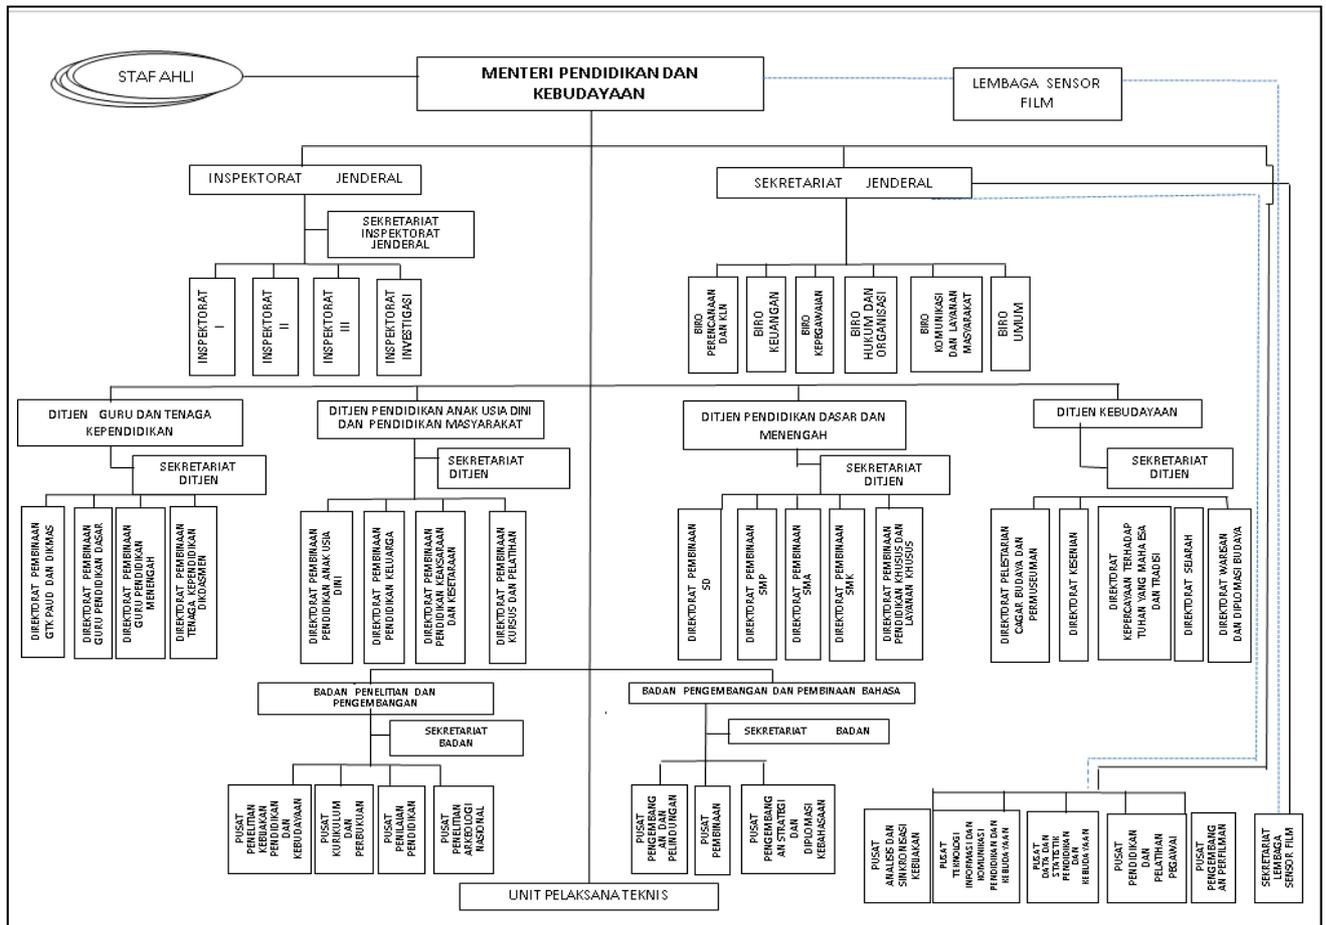 STAF AHLI
MENTERI PENDIDIKAN DAN
KEBUDAYAAN
LEMBAGA SENSOR
FILM
INSPEKTORAT JENDERAL
SEKRETARIAT JENDERAL
SEKRETARIAT
INSPEKTORAT
JENDERAL
INSPEKTORAT
I
INSPEKTORAT
II
INSPEKTORAT
III
INSPEKTORAT
INVESTIGASI
BIRO
PERENCANAAN
DAN KLN
BIRO
KEUANGAN
BIRO
KEPEGAWAIAN
BIRO
HUKUM DAN
ORGANISASI
BIRO
KOMUNIKASI
DAN LAYANAN
MASYARAKAT
BIRO
UMUM
DITJEN GURU DAN TENAGA
KEPENDIDIKAN
DITJEN PENDIDIKAN ANAK USIA DINI
DAN PENDIDIKAN MASYARAKAT
DITJEN PENDIDIKAN DASAR DAN
MENENGAH
DITJEN KEBUDAYAAN
SEKRETARIAT
DITJEN
SEKRETARIAT
DITJEN
SEKRETARIAT
DITJEN
SEKRETARIAT
DITJEN
DIREKTORAT PEMBINAAN
GTK PAUD DAN DIKMAS
DIREKTORAT PEMBINAAN
GURU PENDIDIKAN DASAR
DIREKTORAT PEMBINAAN
GURU PENDIDIKAN
MENENGAH
DIREKTORAT PEMBINAAN
TENAGA KEPENDIDIKAN
DIKDASMEN
DIREKTORAT PEMBINAAN
PENDIDIKAN ANAK USIA
DINI
DIREKTORAT PEMBINAAN
PENDIDIKAN KELUARGA
DIREKTORAT PEMBINAAN
PENDIDIKAN KEAKSARAAN
DAN KESETARAAN
DIREKTORAT PEMBINAAN
KURSUS DAN PELATIHAN
DIREKTORAT PEMBINAAN
SD
DIREKTORAT PEMBINAAN
SMP
DIREKTORAT PEMBINAAN
SMA
DIREKTORAT PEMBINAAN
SMK
DIREKTORAT PEMBINAAN
PENDIDIKAN KHUSUS DAN
LAYANAN KHUSUS
DIREKTORAT PELESTARIAN
CAGAR BUDAYA DAN
PERMUSEUMAN
DIREKTORAT KESENIAN
DIREKTORAT
KEPERCAYAAN TERHADAP
TUHAN YANG MAHA ESA
DAN TRADISI
DIREKTORAT SEJARAH
DIREKTORAT WARISAN
DAN DIPLOMASI BUDAYA
BADAN PENELITIAN DAN
PENGEMBANGAN
BADAN PENGEMBANGAN DAN PEMBINAAN BAHASA
SEKRETARIAT
BADAN
SEKRETARIAT BADAN
PUSAT
PENELITIAN
KEBIJAKAN
PENDIDIKAN
DAN
KEBUDAYAAN
PUSAT
KURIKULUM
DAN
PERBUKUAN
PUSAT
PENILAIAN
PENDIDIKAN
PUSAT
PENELITIAN
ARKEOLOGI
NASIONAL
PUSAT
PENGEMBANG
AN DAN
PELINDUNGAN
PUSAT
PEMBINAAN
PUSAT
PENGEMBANG
AN STRATEGI
DAN
DIPLOMASI
KEBAHASAAN
PUSAT
ANALISIS DAN
SINKRONISASI
KEBIJAKAN
PUSAT
TEKNOLOGI
INFORMASI DAN
KOMUNIKASI
PENDIDIKAN DAN
KEBUDAYAAN
PUSAT
DATA DAN
STATISTIK
PENDIDIKAN
DAN
KEBUDAYAAN
PUSAT
PENDIDIKAN
DAN
PELATIHAN
PEGAWAI
PUSAT
PENGEMBANG
AN PERFILMAN
SEKRETARIAT
LEMBAGA
SENSOR FILM
UNIT PELAKSANA TEKNIS